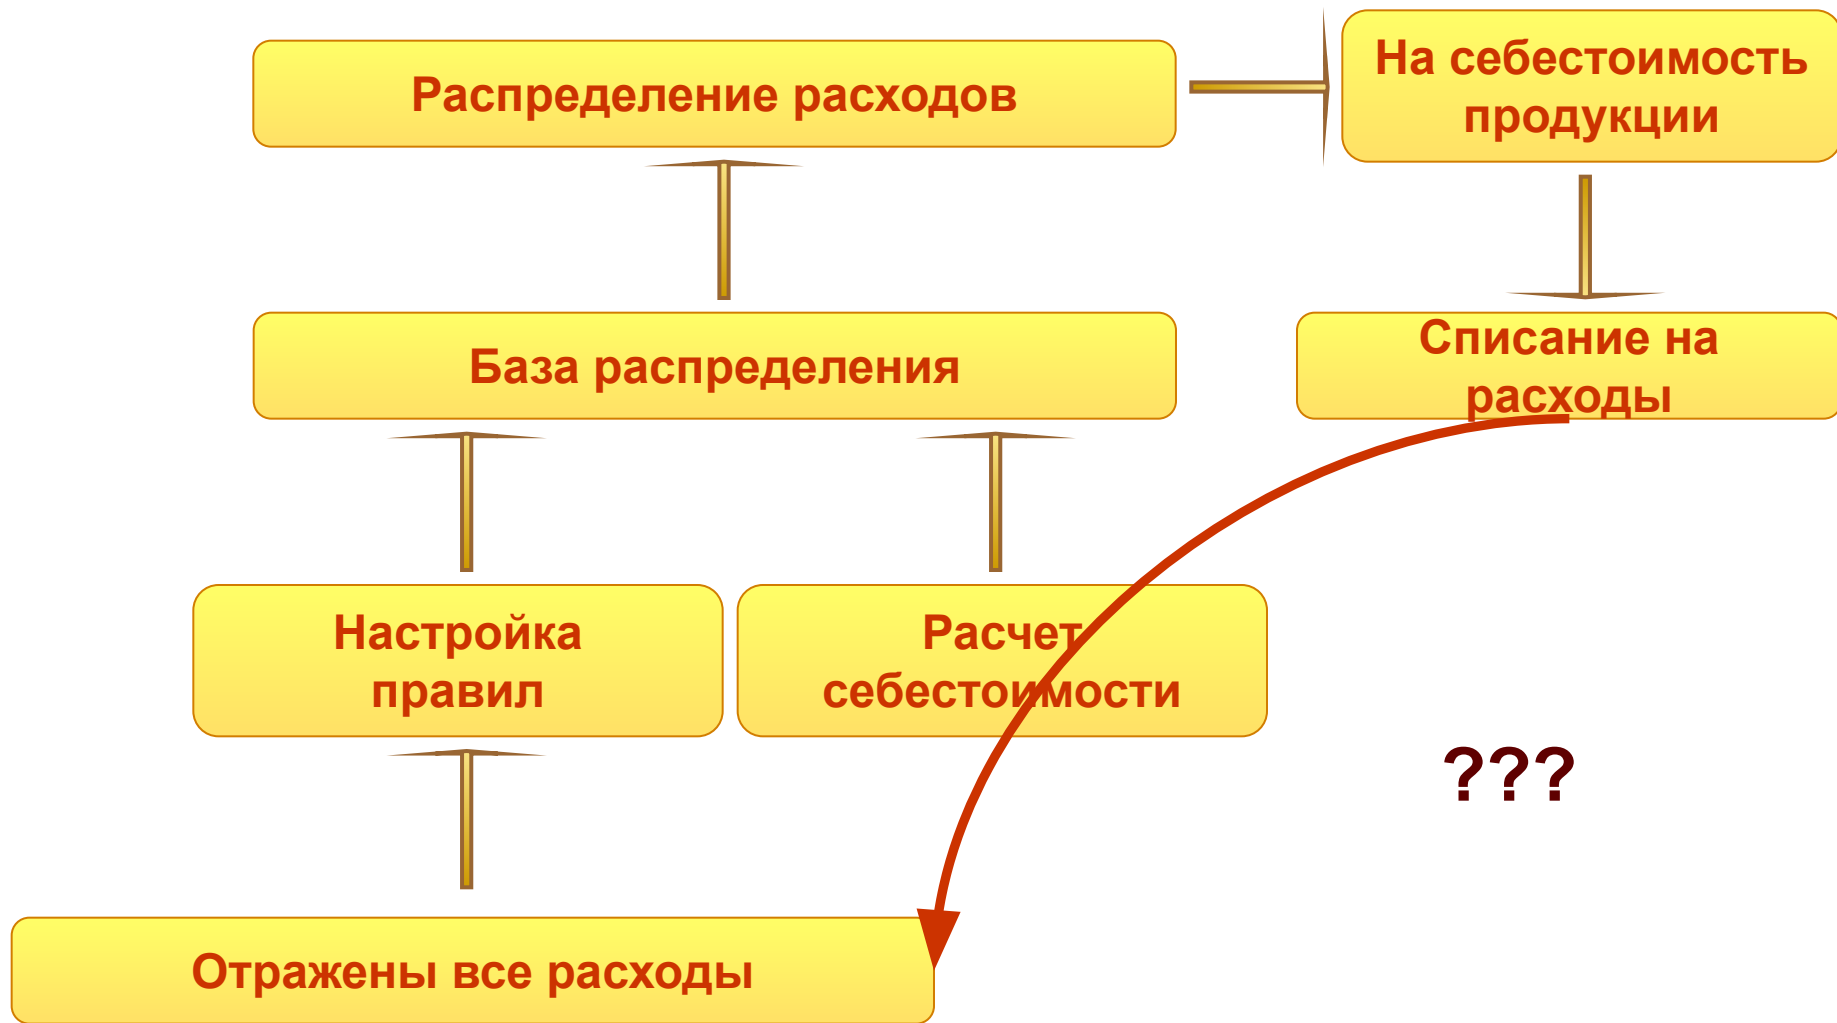 Распределение расходов
На себестоимость
продукции
База распределения
Списание на
расходы
Настройка
правил
Расчет
себестоимости
???
Отражены все расходы